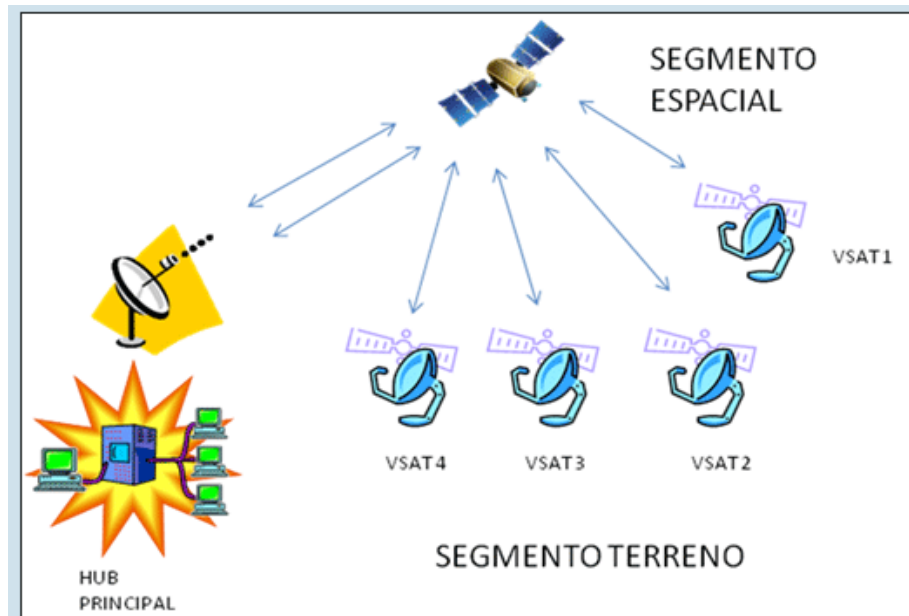 SEGMENTO
ESPACIAL
VSAT1
VSAT4
VSAT3
VSAT2
SEGMENTO TERRENO
HUB
PRINCIPAL